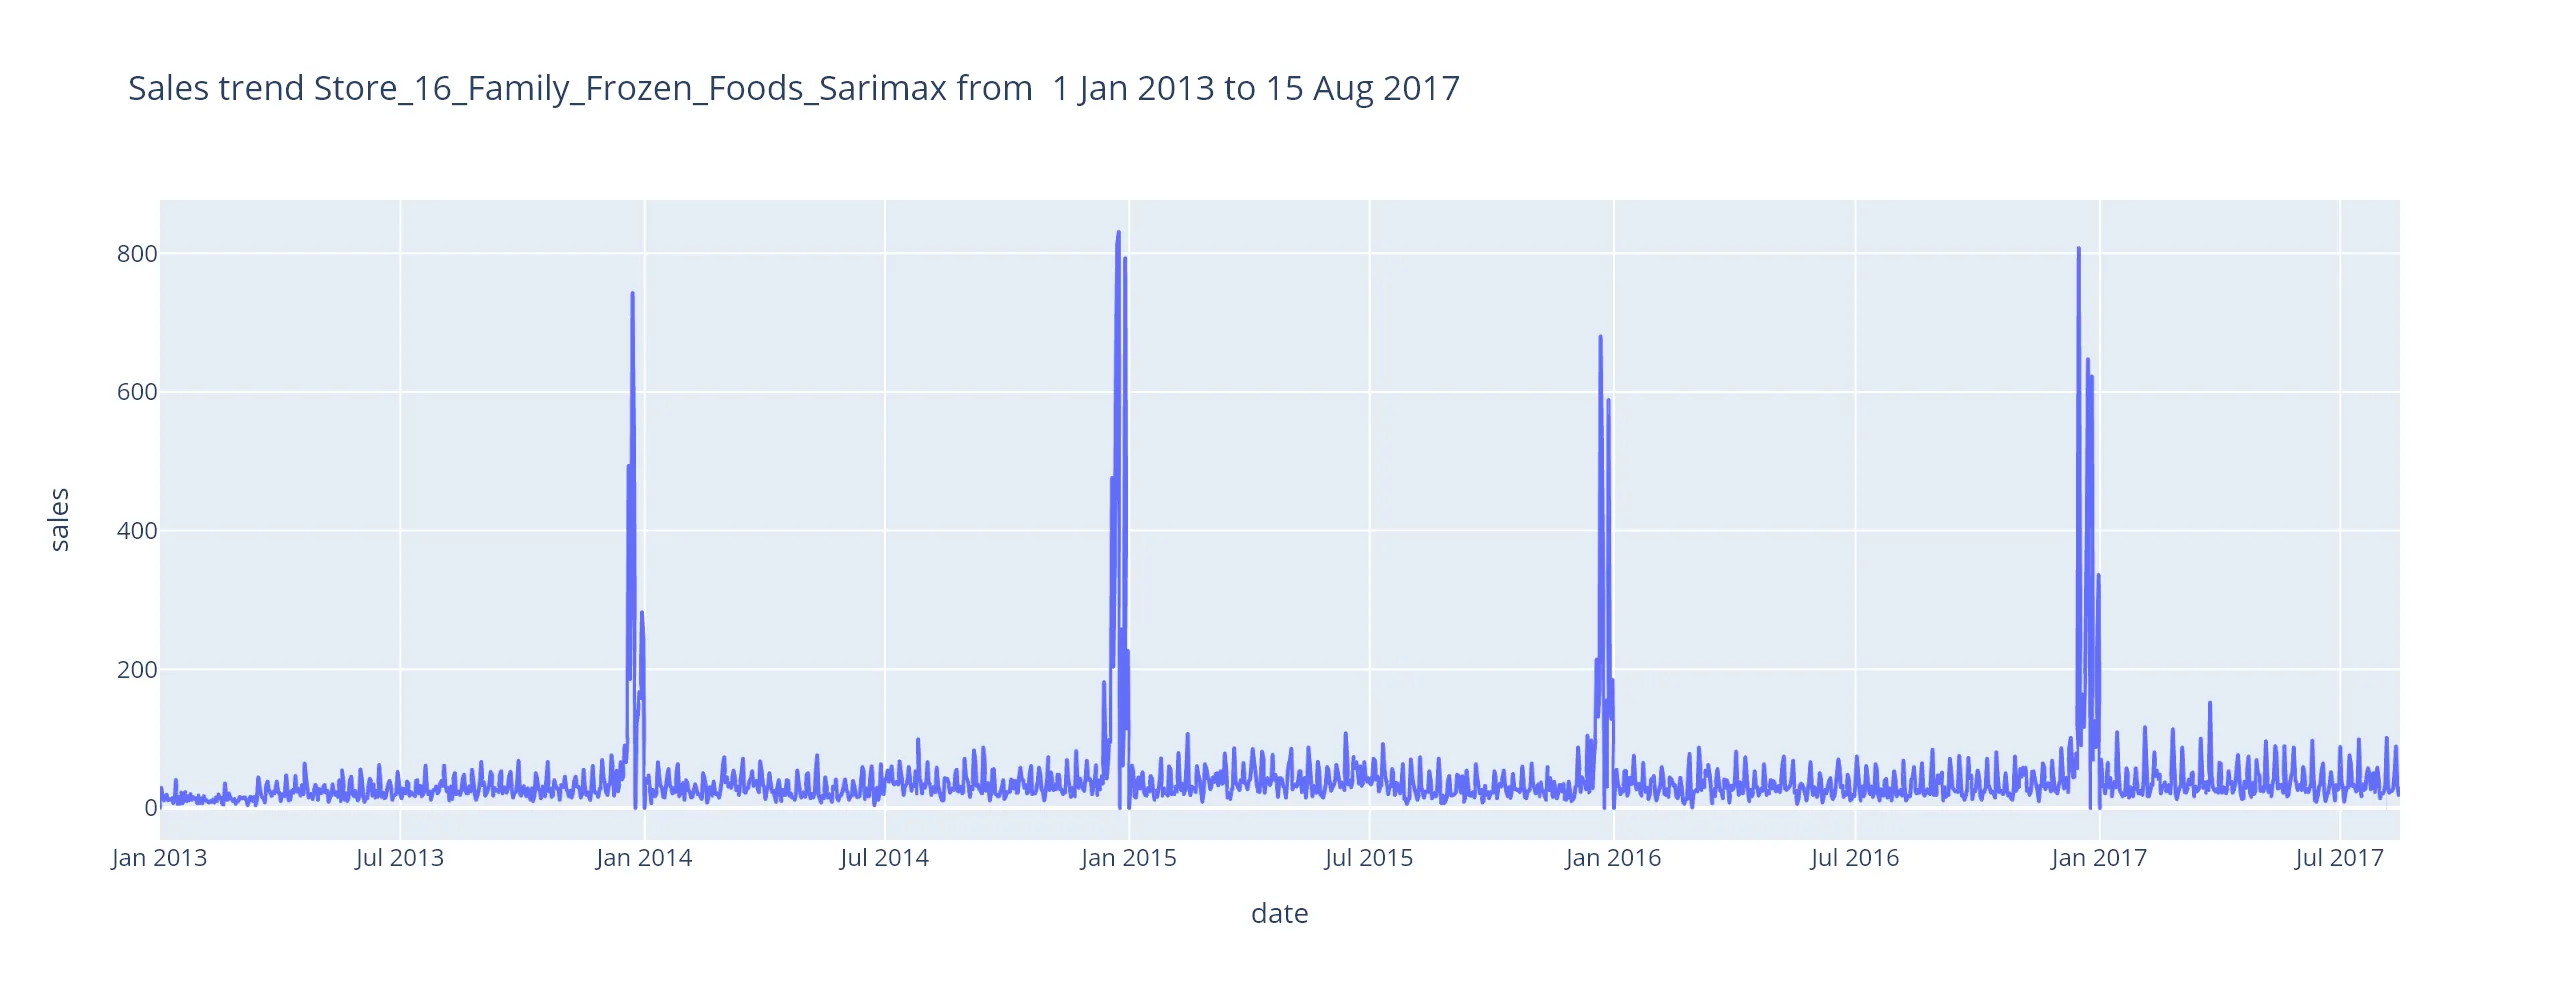 Sales trend Store_16_Family_Frozen_Foods_Sarimax from  1 Jan 2013 to 15 Aug 2017
800
600
400
200
0
sales
Jan 2013
Jul 2013
Jan 2014
Jul 2014
Jan 2015
Jul 2015
Jan 2016
Jul 2016
Jan 2017
Jul 2017
date